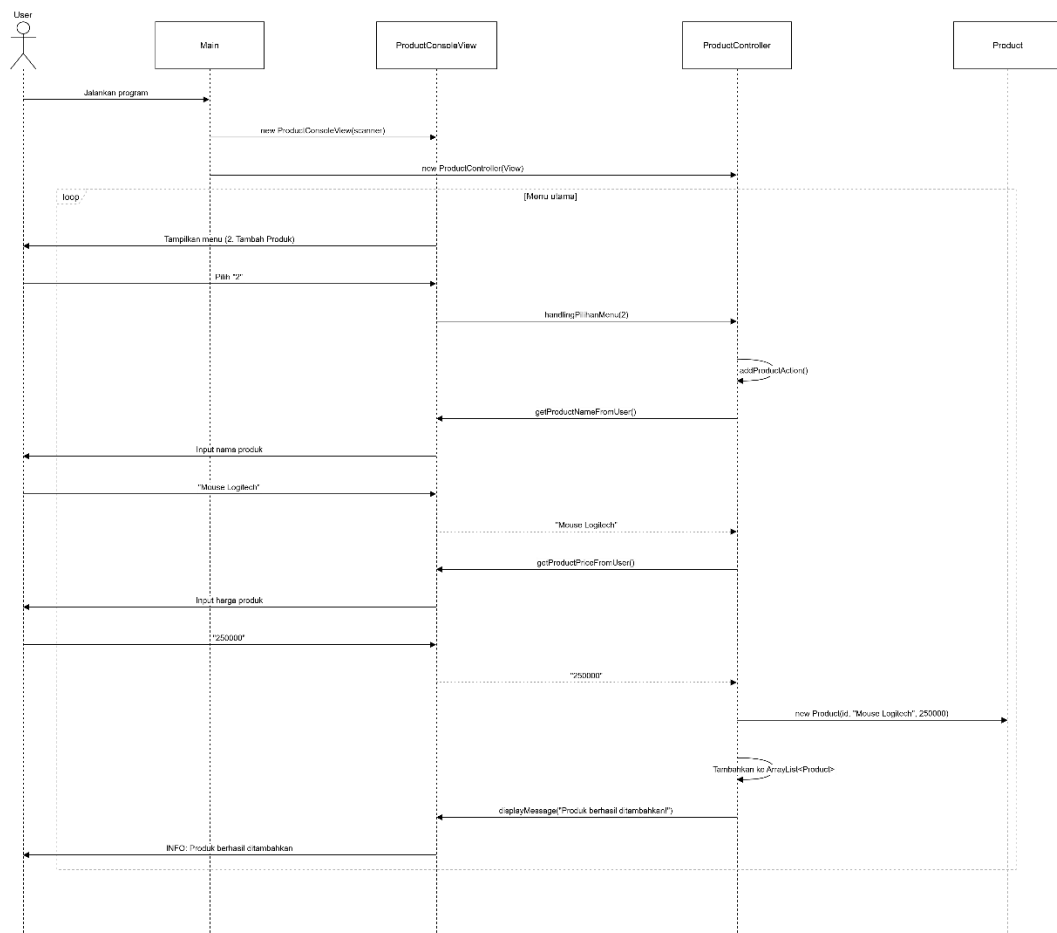 User
Main
ProductConsoleView
ProductController
Product
Jalankan program
new ProductConsoleView(scanner)
new ProductController(View)
loop
[Menu utama]
Tampilkan menu (2. Tambah Produk)
Pilih "2"
handlingPilihanMenu(2)
addProductAction()
getProductNameFromUser()
Input nama produk
"Mouse Logitech"
"Mouse Logitech"
getProductPriceFromUser()
Input harga produk
"250000"
"250000"
new Product(id, "Mouse Logitech", 250000)
Tambahkan ke ArrayList<Product>
displayMessage("Produk berhasil ditambahkan!")
INFO: Produk berhasil ditambahkan